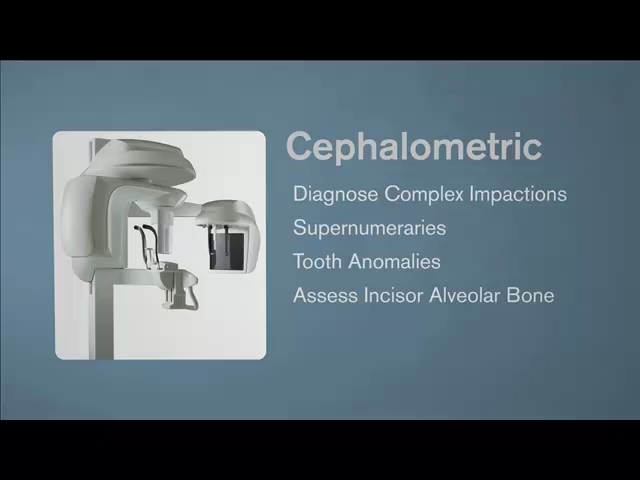 Cephalometric
Diagnose Complex Impactions
Supernumeraries
Tooth Anomalies
Assess Incisor Alveolar Bone